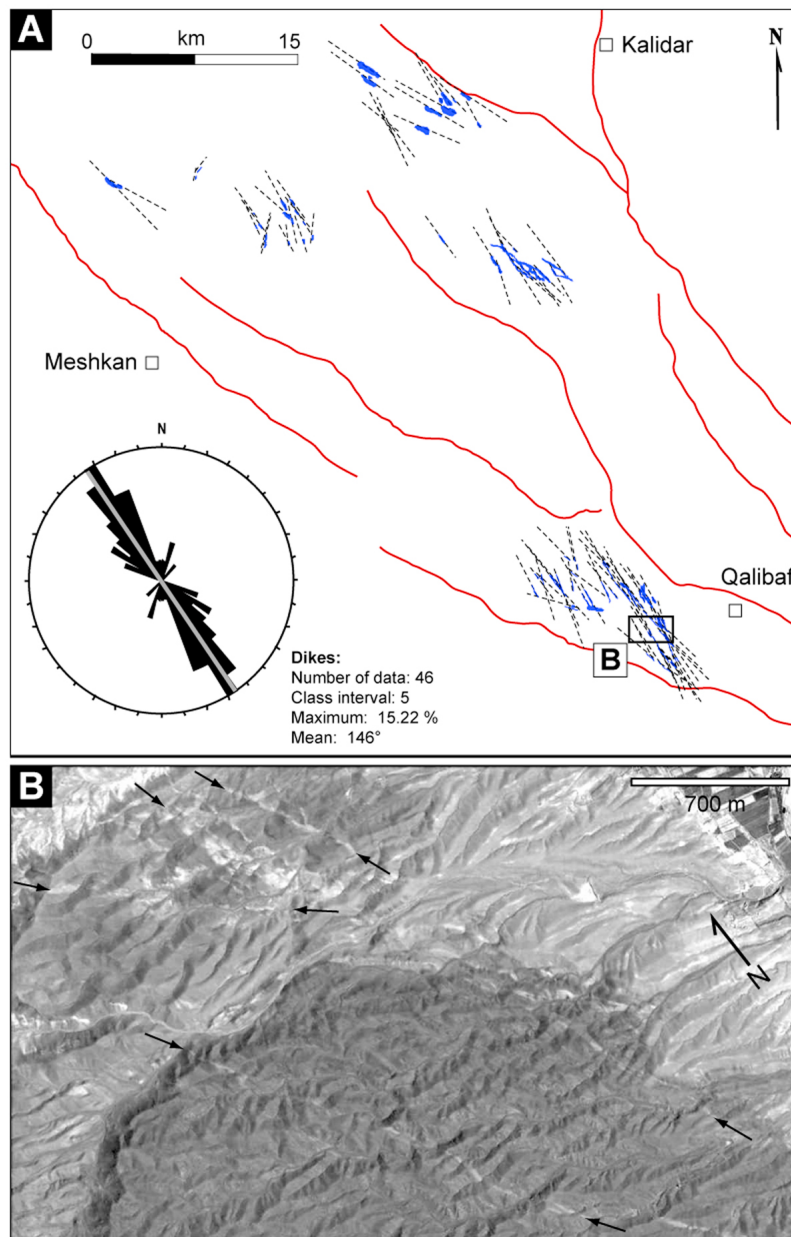 A
0 km 15
Kalidar
N
Meshkan
N
Qalibaf
B
Dikes:
Number of data: 46
Class interval: 5
Maximum: 15.22 %
Mean: 146°
B
700 m
N